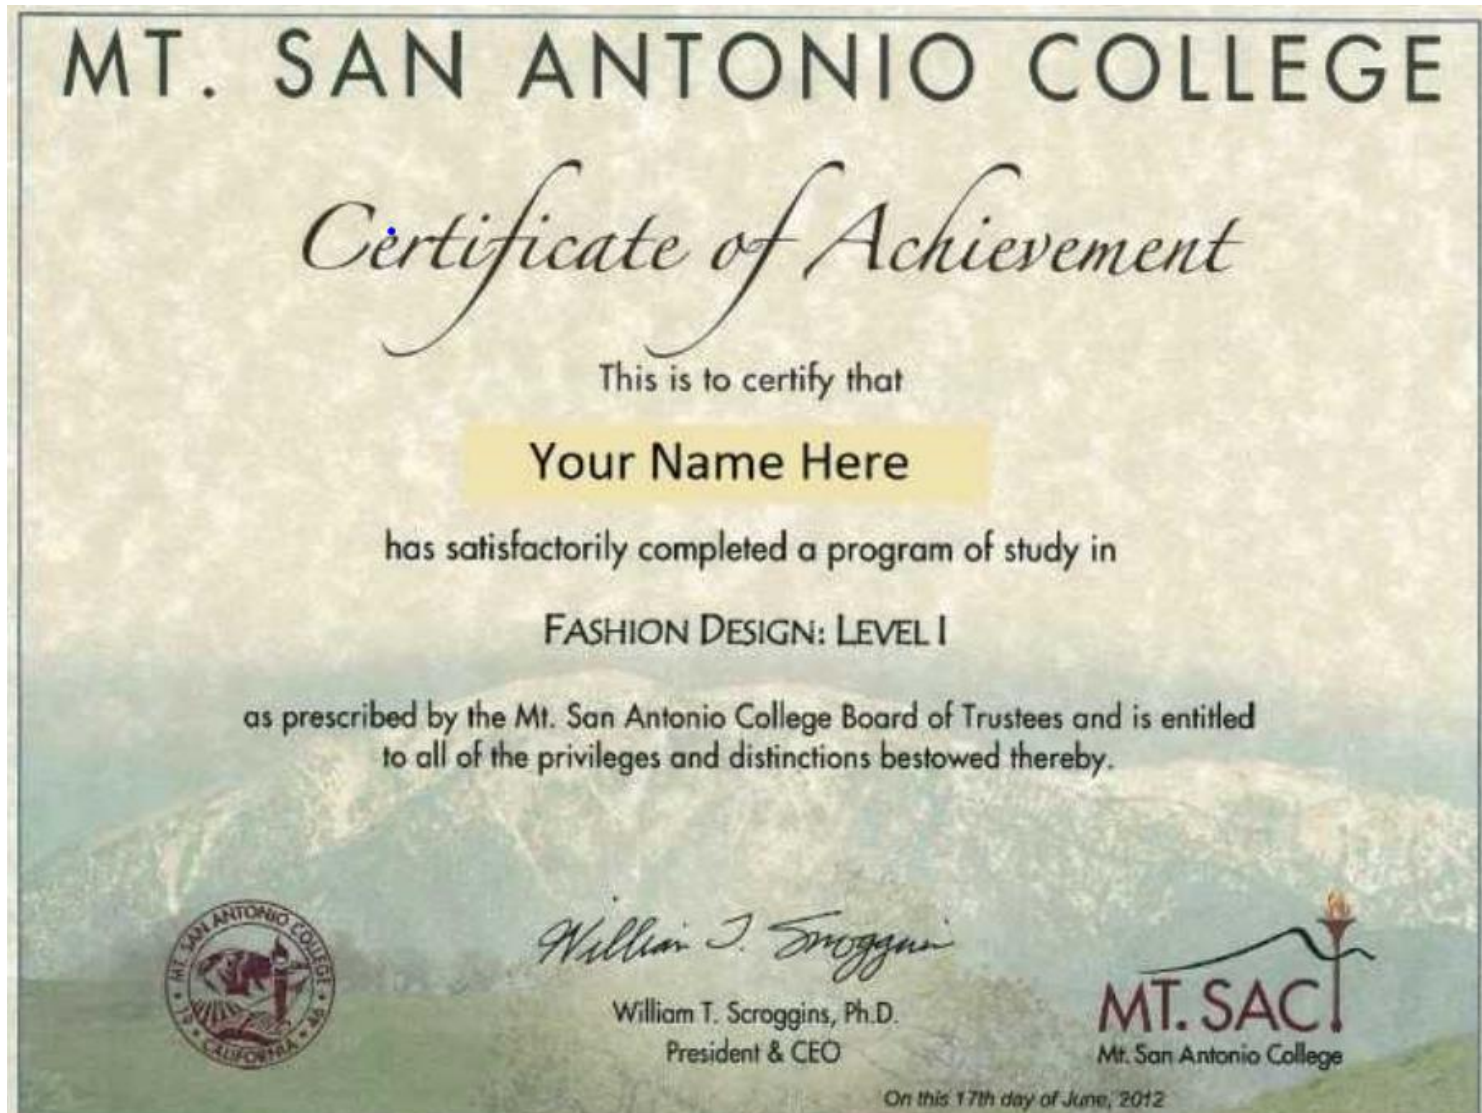 MT. SAN ANTONIO COLLEGE
Certificate of Achievement
This is to certify that
Your Name Here
has satisfactorily completed a program of study in
FASHION DESIGN: LEVEL I
as prescribed by the Mt. San Antonio College Board of Trustees and is entitled
to all of the privileges and distinctions bestowed thereby.
MT. SAN ANTONIO COLLEGE
19 46
CALIFORNIA
William T. Scroggins
William T. Scroggins, Ph.D.
President & CEO
MT. SAC
Mt. San Antonio College
On this 17th day of June, 2012